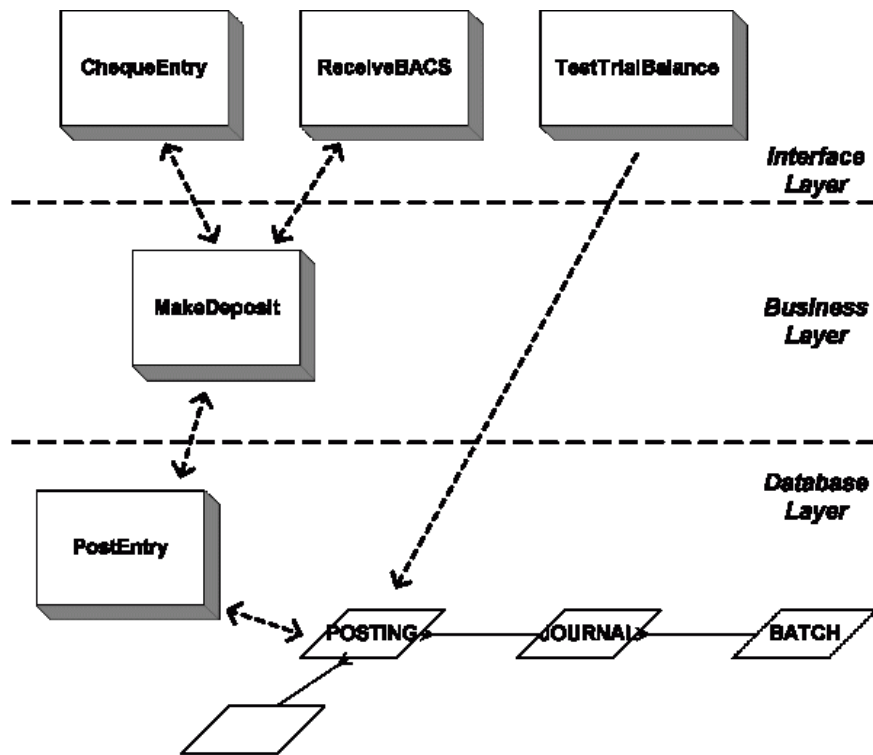 ChequeEntry
ReceiveBACS
TestTrialBalance
Interface
Layer
MakeDeposit
Business
Layer
Database
Layer
PostEntry
POSTING
JOURNAL
BATCH